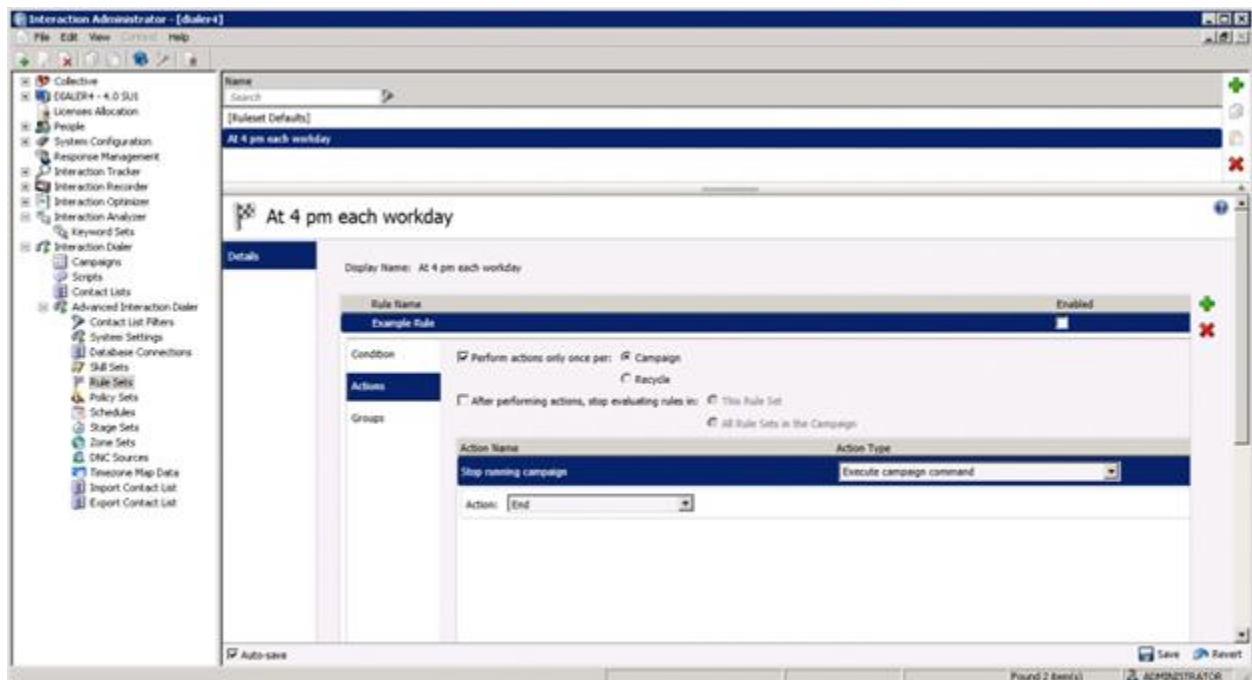 Interaction Administrator - [dialer4]
File Edit View Control Help
Collective
DIALER4 - 4.0 SU1
Licenses Allocation
People
System Configuration
Response Management
Interaction Tracker
Interaction Recorder
Interaction Optimizer
Interaction Analyzer
Keyword Sets
Interaction Dialer
Campaigns
Scripts
Contact Lists
Advanced Interaction Dialer
Contact List Filters
System Settings
Database Connections
Skill Sets
Rule Sets
Policy Sets
Schedules
Stage Sets
Zone Sets
DNC Sources
Timezone Map Data
Import Contact List
Export Contact List
Name
Search
[Ruleset Defaults]
At 4 pm each workday
At 4 pm each workday
Details
Display Name: At 4 pm each workday
Rule Name Enabled
Example Rule
Condition
Actions
Groups
Perform actions only once per: Campaign
Recycle
After performing actions, stop evaluating rules in: This Rule Set
All Rule Sets in the Campaign
Action Name Action Type
Stop running campaign Execute campaign command
Action: End
Auto-save Save Revert
Found 2 item(s) ADMINISTRATOR